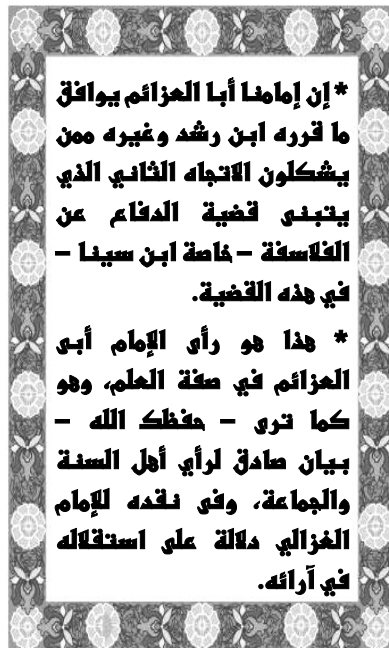 * إن إمامنا أبا العزائم يوافق
ما قرره ابن رشد وغيره ممن
يشكلون الاتجاه الثاني الذي
يتبنى قضية الدفاع عن
الفلاسفة – خاصة ابن سينا –
في هذه القضية.
* هذا هو رأى الإمام أبى
العزائم في صفة العلم، وهو
كما ترى – حفظك الله –
بيان صادق لرأي أهل السنة
والجماعة، وفى نقده للإمام
الغزالي دلالة على استقلاله
في آرائه.